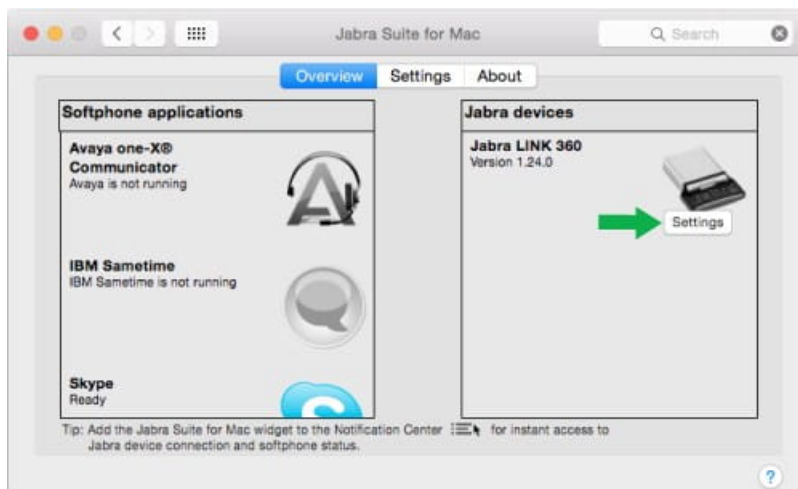 Jabra Suite for Mac
Search
Overview Settings About
Softphone applications
Avaya one-X®
Communicator
Avaya is not running
IBM Sametime
IBM Sametime is not running
Skype
Ready
Jabra devices
Jabra LINK 360
Version 1.24.0
Settings
Tip: Add the Jabra Suite for Mac widget to the Notification Center for instant access to
Jabra device connection and softphone status.
?